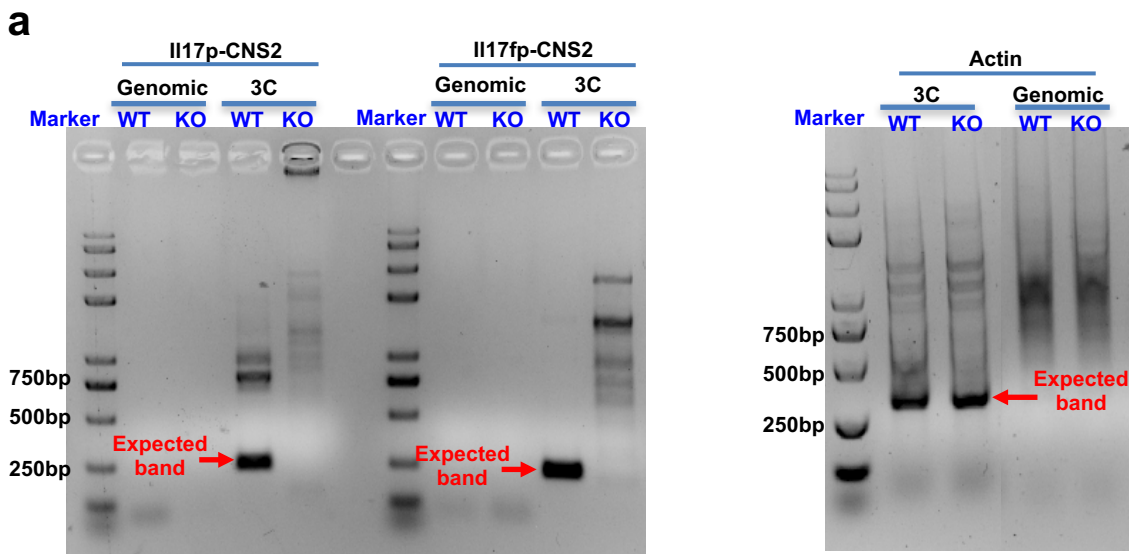 a
Il17p-CNS2
Il17fp-CNS2
Actin
Genomic
3C
Genomic
3C
3C
Genomic
Marker
WT
KO
WT
KO
Marker
WT
KO
WT
KO
Marker
WT
KO
WT
KO
750bp
500bp
250bp
Expected
band
Expected
band
750bp
500bp
250bp
Expected
band